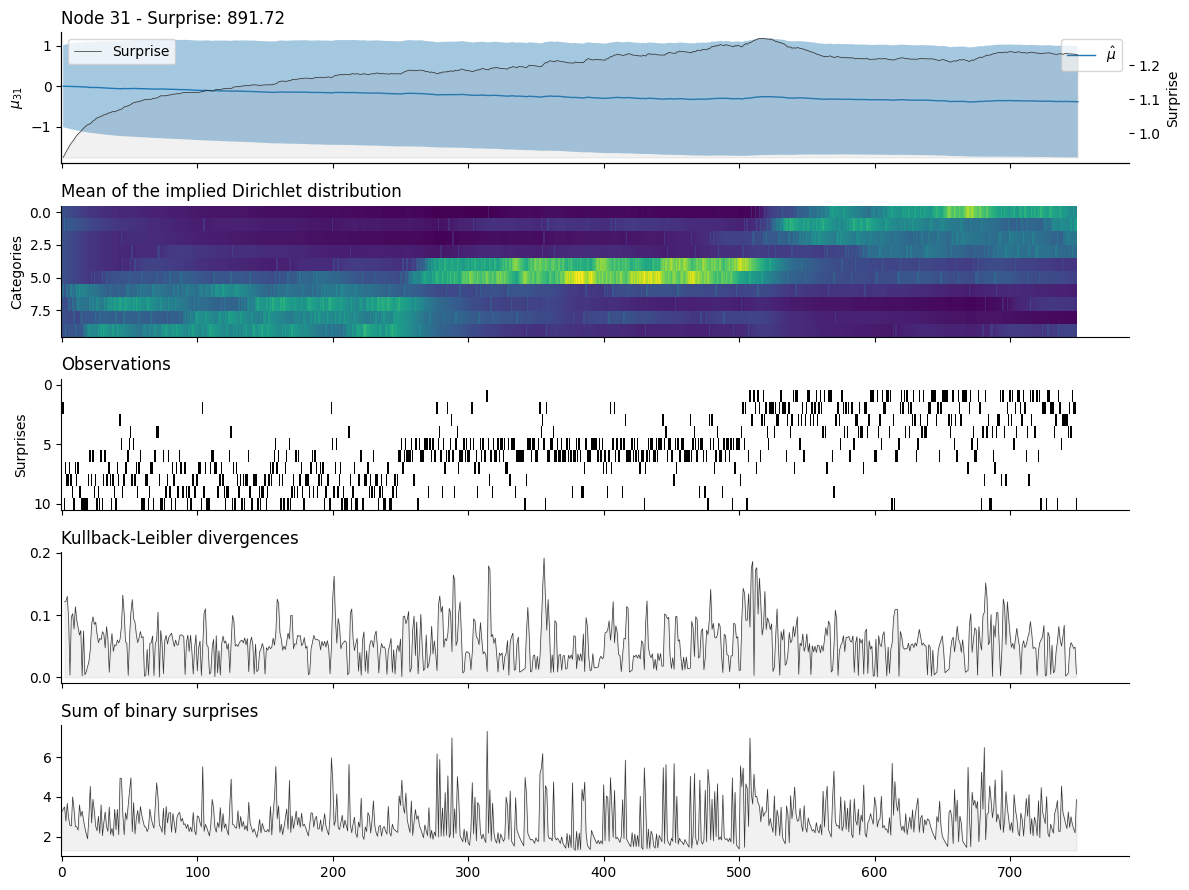 Node 31 - Surprise: 891.72
1
0
−1
μ31
Surprise
μ̂
1.2
1.1
1.0
Surprise
Mean of the implied Dirichlet distribution
0.0
2.5
5.0
7.5
Categories
Observations
0
5
10
Surprises
Kullback-Leibler divergences
0.2
0.1
0.0
Sum of binary surprises
6
4
2
0
100
200
300
400
500
600
700